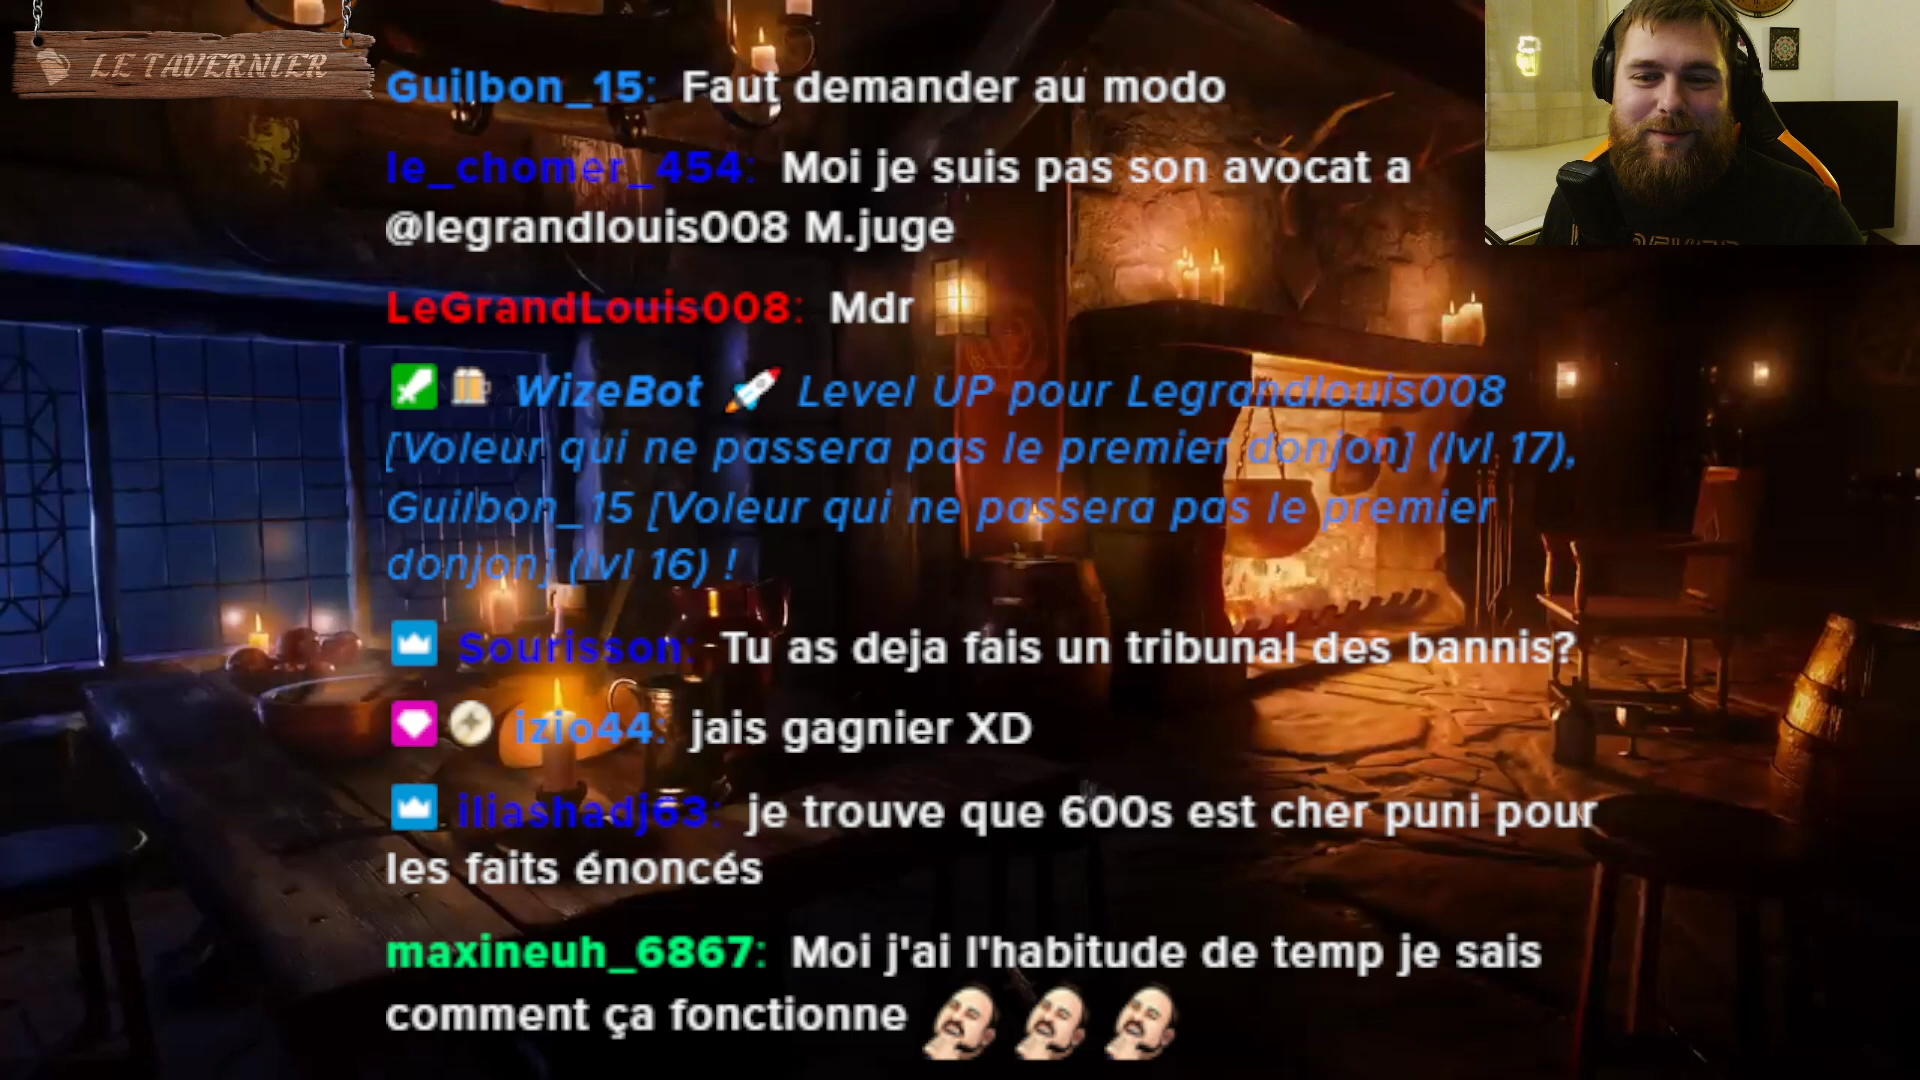 LE TAVERNIER
Guilbon_15: Faut demander au modo
le_chomer_454: Moi je suis pas son avocat a
@legrandlouis008 M.juge
LeGrandLouis008: Mdr
WizeBot Level UP pour Legrandlouis008
[Voleur qui ne passera pas le premier donjon] (lvl 17),
Guilbon_15 [Voleur qui ne passera pas le premier
donjon] (lvl 16) !
Sourisson: Tu as deja fais un tribunal des bannis?
izio44: jais gagnier XD
iliashadj63: je trouve que 600s est cher puni pour
les faits énoncés
maxineuh_6867: Moi j'ai l'habitude de temp je sais
comment ça fonctionne